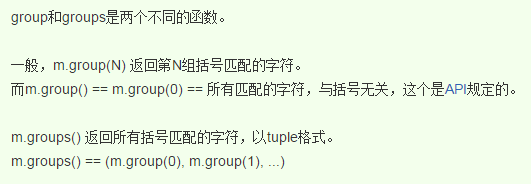 group和groups是两个不同的函数。
一般，m.group(N) 返回第N组括号匹配的字符。
而m.group() == m.group(0) == 所有匹配的字符，与括号无关，这个是API规定的。
m.groups() 返回所有括号匹配的字符，以tuple格式。
m.groups() == (m.group(0), m.group(1), ...)